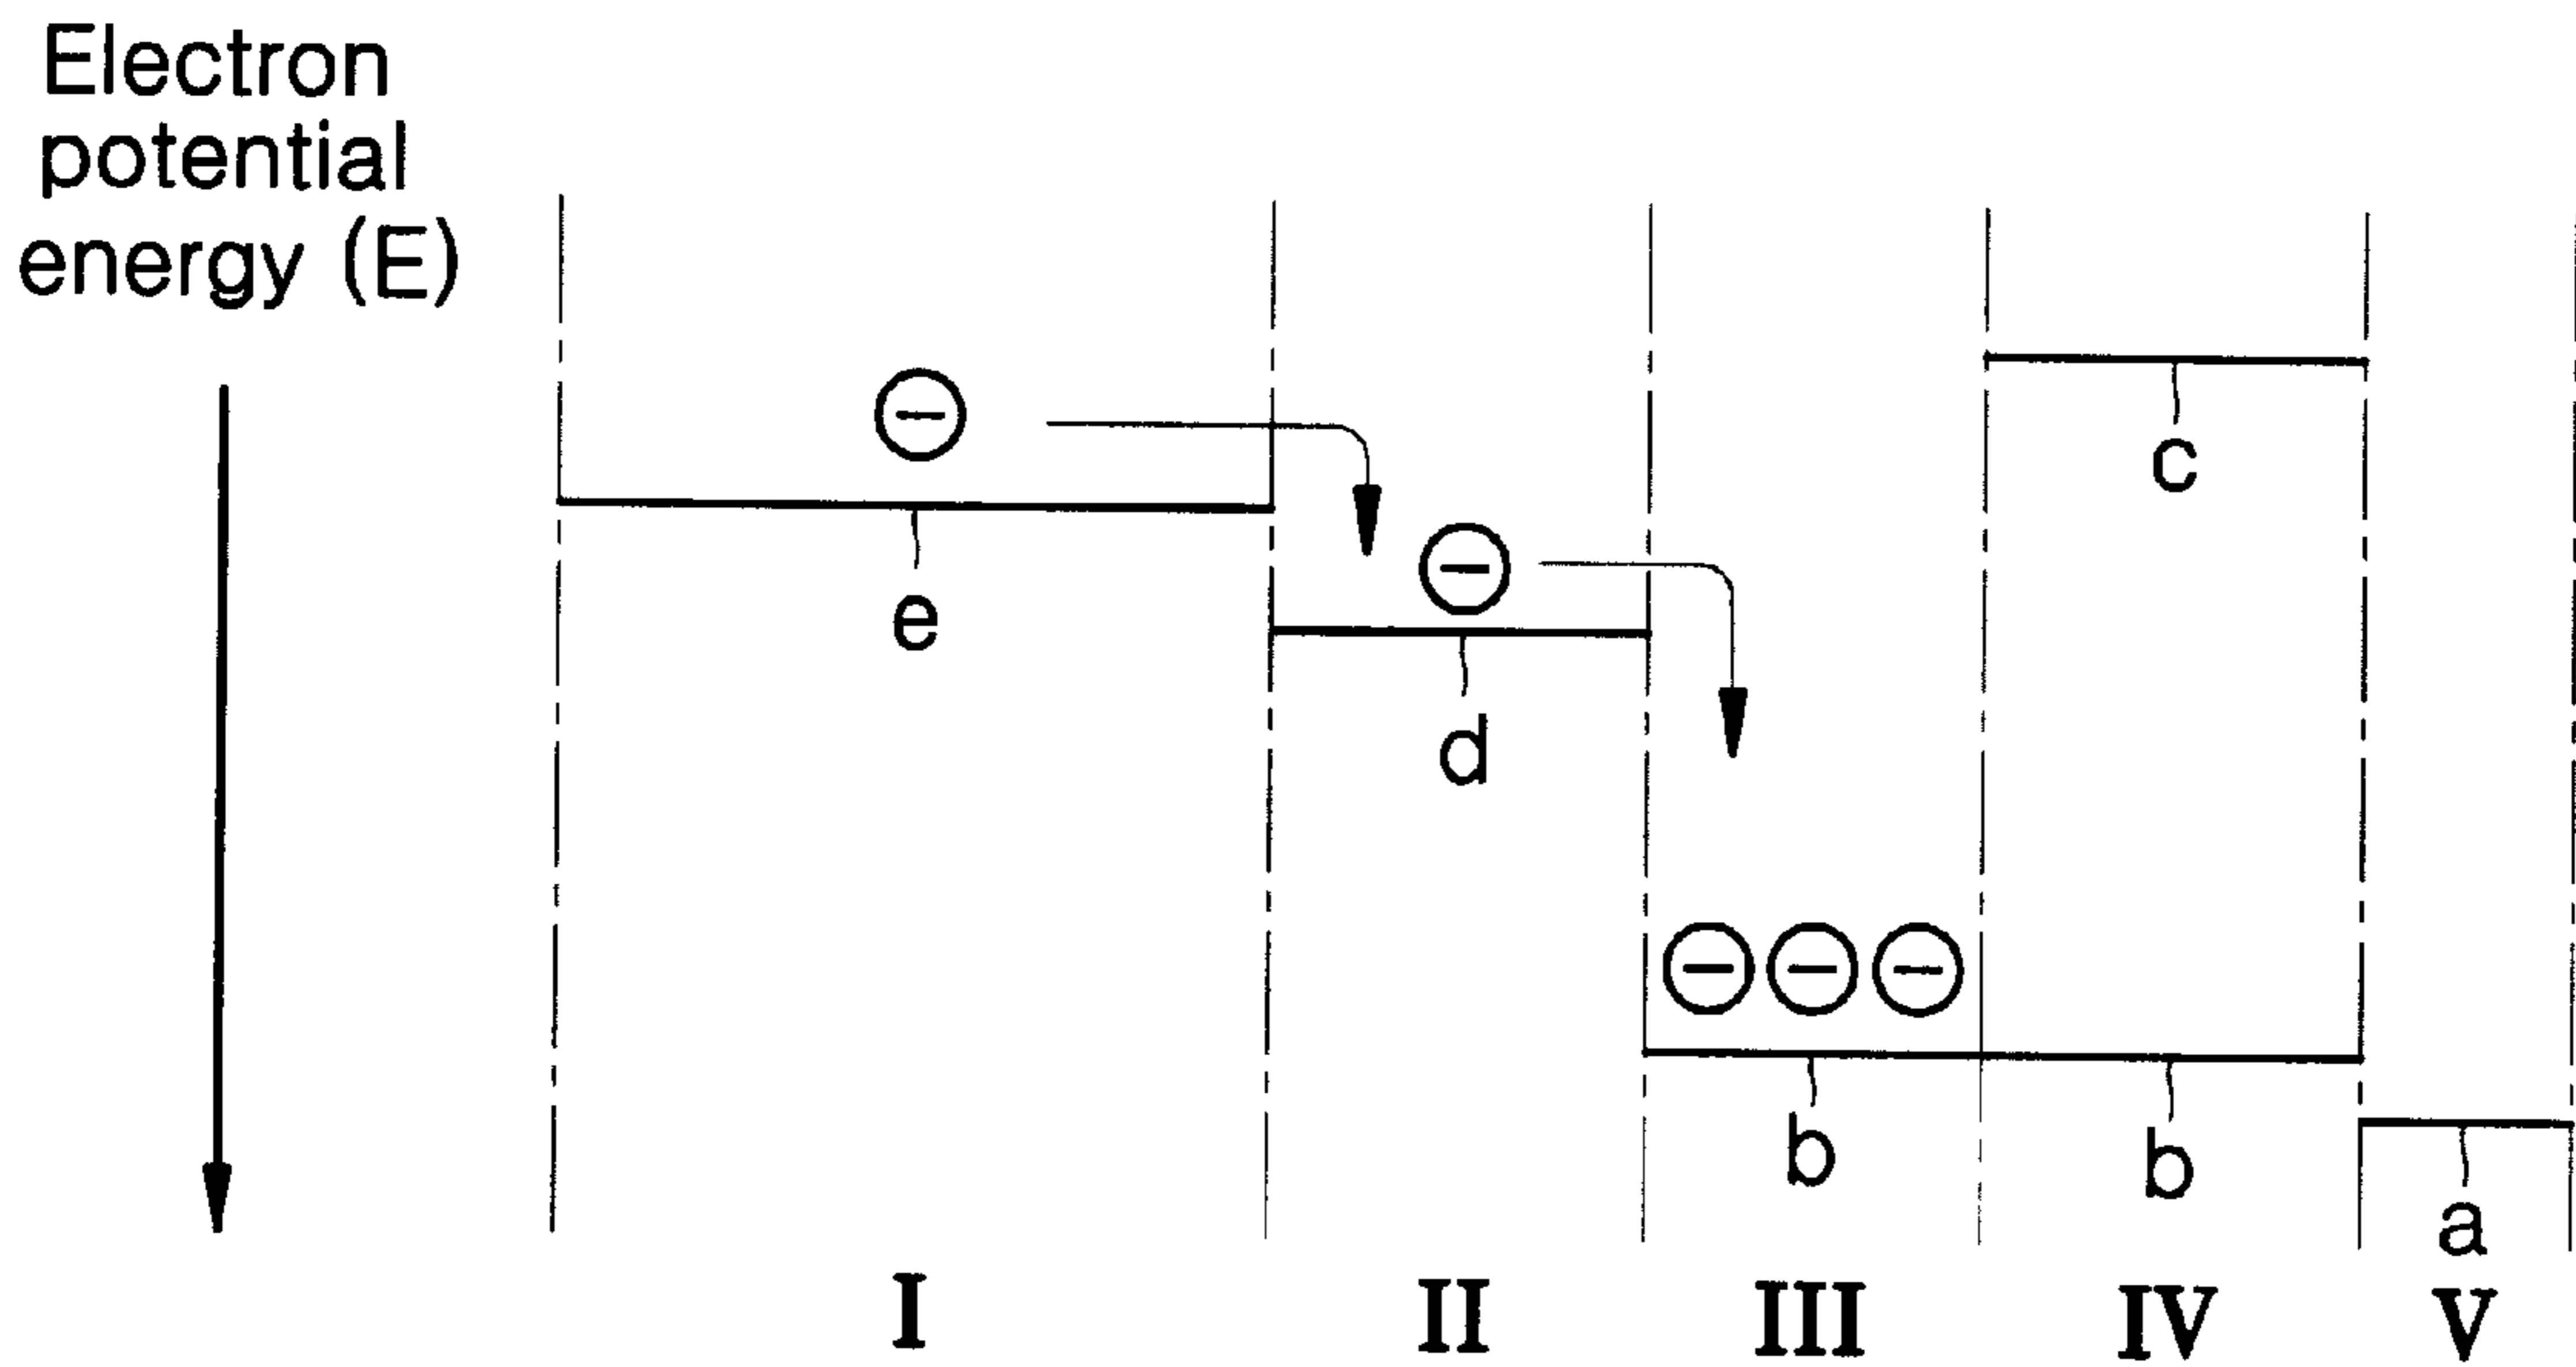 Electron
potential
energy (E)
c
e
d
b
b
a
I
II
III
IV
V